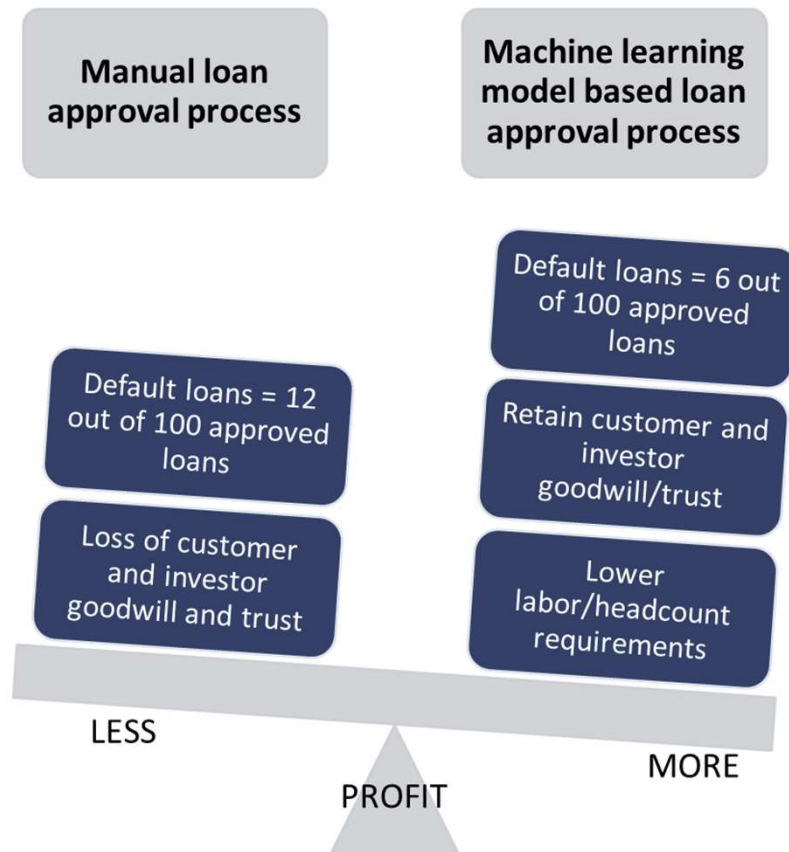 Manual loan
approval process
Machine learning
model based loan
approval process
Default loans = 12
out of 100 approved
loans
Loss of customer
and investor
goodwill and trust
Default loans = 6 out
of 100 approved
loans
Retain customer and
investor
goodwill/trust
Lower
labor/headcount
requirements
LESS
PROFIT
MORE